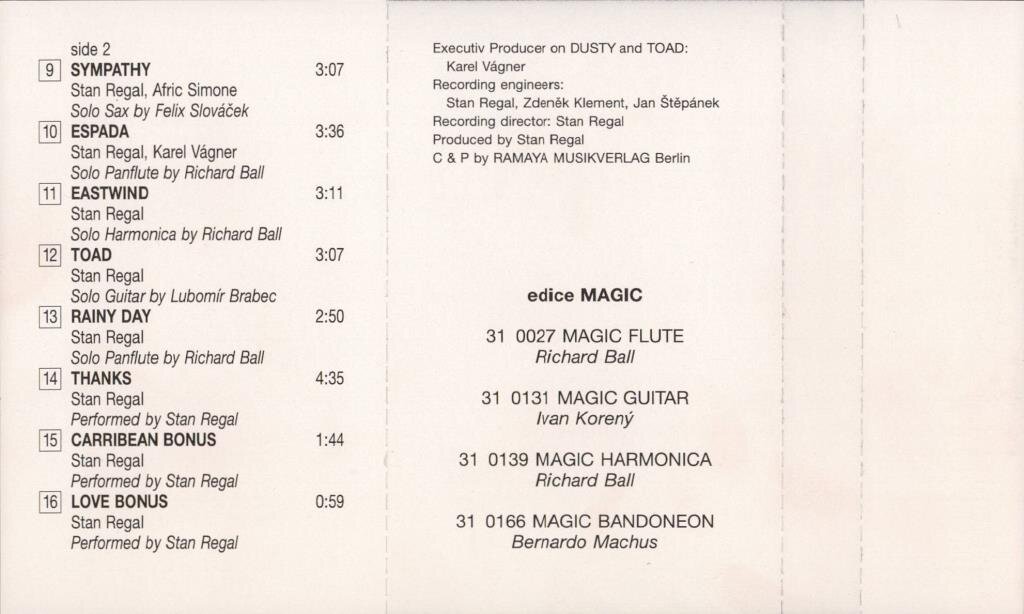 side 2
9 SYMPATHY 3:07
Stan Regal, Afric Simone
Solo Sax by Felix Slováček
10 ESPADA 3:36
Stan Regal, Karel Vágner
Solo Panflute by Richard Ball
11 EASTWIND 3:11
Stan Regal
Solo Harmonica by Richard Ball
12 TOAD 3:07
Stan Regal
Solo Guitar by Lubomír Brabec
13 RAINY DAY 2:50
Stan Regal
Solo Panflute by Richard Ball
14 THANKS 4:35
Stan Regal
Performed by Stan Regal
15 CARRIBEAN BONUS 1:44
Stan Regal
Performed by Stan Regal
16 LOVE BONUS 0:59
Stan Regal
Performed by Stan Regal
Executiv Producer on DUSTY and TOAD:
Karel Vágner
Recording engineers:
Stan Regal, Zdeněk Klement, Jan Štěpánek
Recording director: Stan Regal
Produced by Stan Regal
C & P by RAMAYA MUSIKVERLAG Berlin
edice MAGIC
31 0027 MAGIC FLUTE
Richard Ball
31 0131 MAGIC GUITAR
Ivan Korený
31 0139 MAGIC HARMONICA
Richard Ball
31 0166 MAGIC BANDONEON
Bernardo Machus